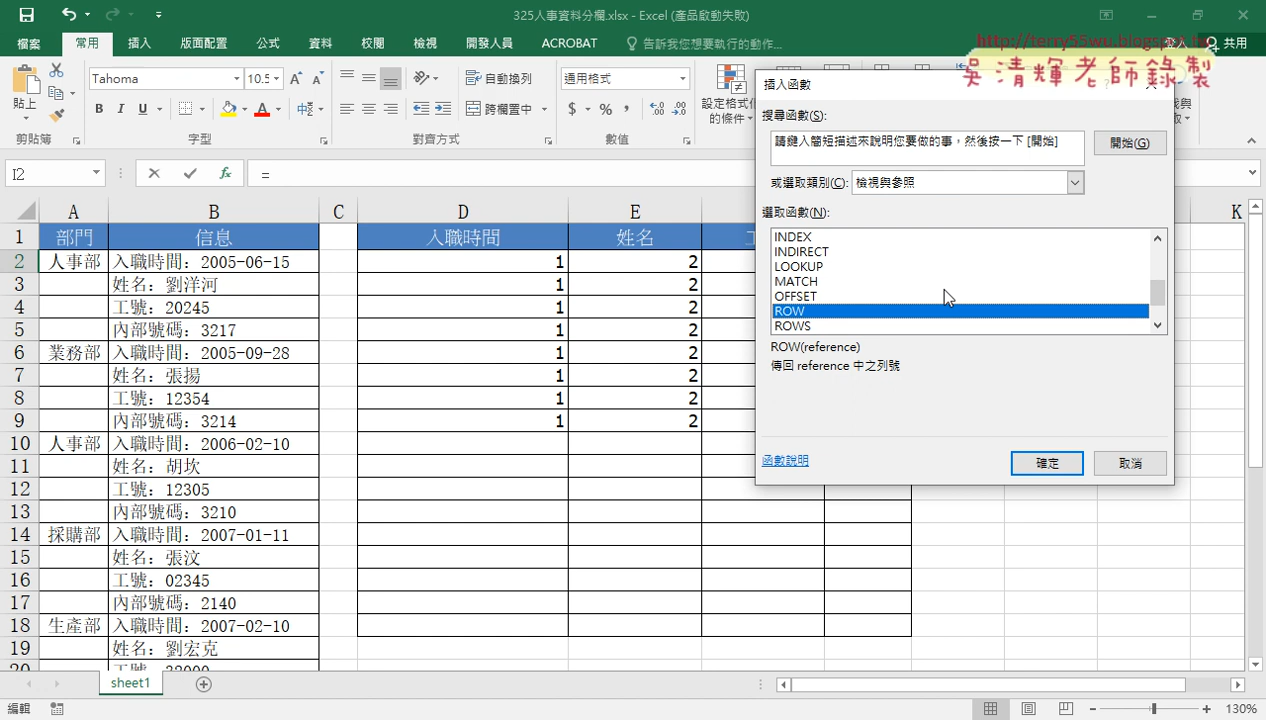 325人事資料分欄.xlsx - Excel (產品啟動失敗)
檔案 常用 插入 版面配置 公式 資料 校閱 檢視 開發人員 ACROBAT 告訴我您想要執行的動作... 登入 共用
http://terry55wu.blogspot.tw
吳清輝老師錄製
貼上 Tahoma 10.5 自動換列 通用格式 設定格式化的條件
B I U 中 跨欄置中 $ % ,
剪貼簿 字型 對齊方式 數值
I2 fx =
插入函數
搜尋函數(S):
請鍵入簡短描述來說明您要做的事，然後按一下 [開始]
開始(G)
或選取類別(C): 檢視與參照
選取函數(N):
INDEX
INDIRECT
LOOKUP
MATCH
OFFSET
ROW
ROWS
ROW(reference)
傳回 reference 中之列號
函數說明 確定 取消
A B C D E K
1 部門 信息 入職時間 姓名 工
2 人事部 入職時間: 2005-06-15 1 2
3 姓名: 劉洋河 1 2
4 工號: 20245 1 2
5 內部號碼: 3217 1 2
6 業務部 入職時間: 2005-09-28 1 2
7 姓名: 張揚 1 2
8 工號: 12354 1 2
9 內部號碼: 3214 1 2
10 人事部 入職時間: 2006-02-10
11 姓名: 胡坎
12 工號: 12305
13 內部號碼: 3210
14 採購部 入職時間: 2007-01-11
15 姓名: 張汶
16 工號: 02345
17 內部號碼: 2140
18 生產部 入職時間: 2007-02-10
19 姓名: 劉宏克
20
sheet1
編輯 130%